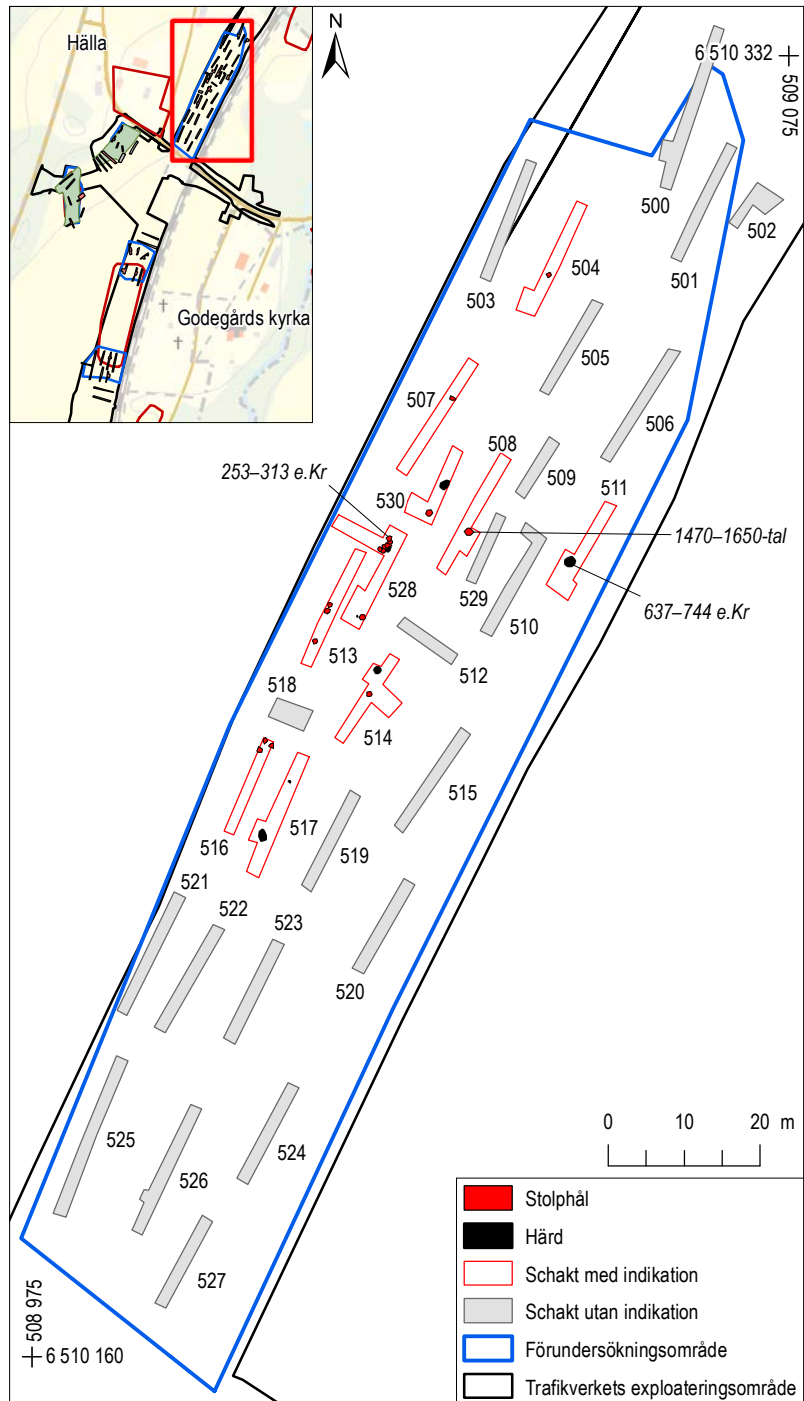 Hälla
Godegårds kyrka
N
6 510 332
509 075
500
501
502
503
504
505
506
507
508
509
511
253–313 e.Kr
530
1470–1650-tal
529
510
637–744 e.Kr
528
513
512
518
514
515
517
516
519
521
522
523
520
525
526
524
527
0 10 20 m
508 975
6 510 160
Stolphål
Härd
Schakt med indikation
Schakt utan indikation
Förundersökningsområde
Trafikverkets exploateringsområde